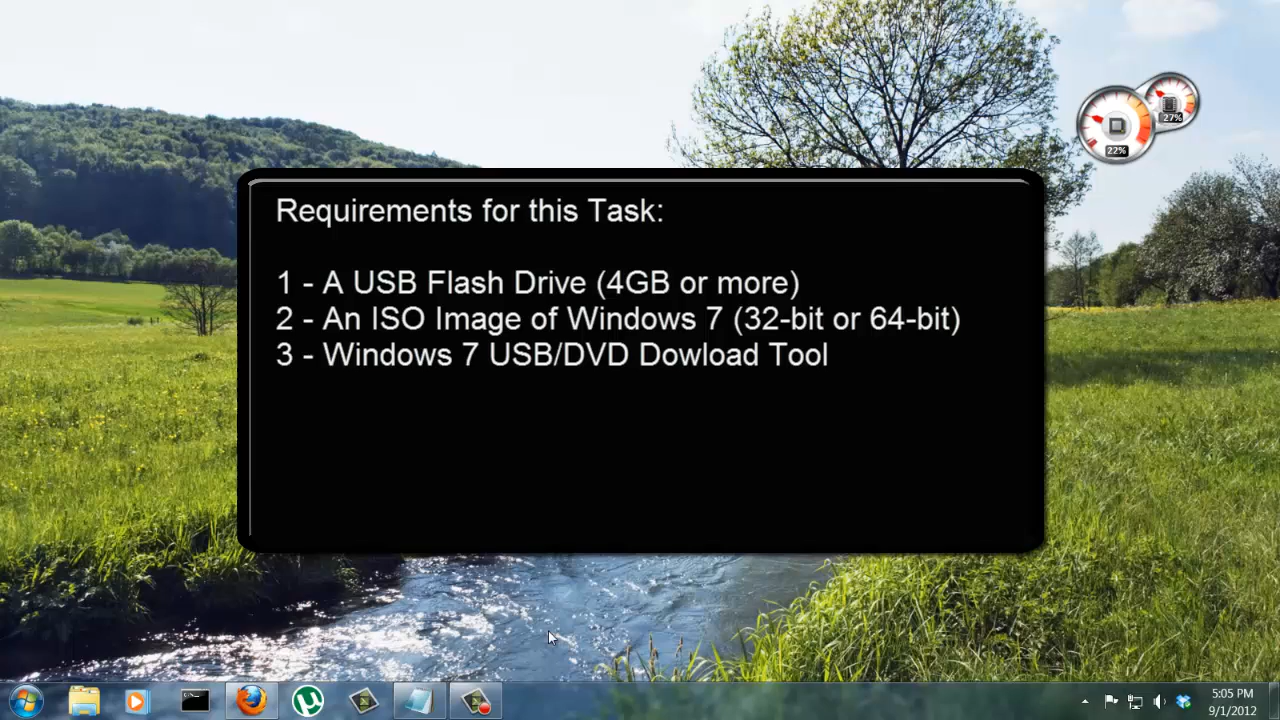 27%
22%
Requirements for this Task:
1 - A USB Flash Drive (4GB or more)
2 - An ISO Image of Windows 7 (32-bit or 64-bit)
3 - Windows 7 USB/DVD Dowload Tool
5:05 PM
9/1/2012